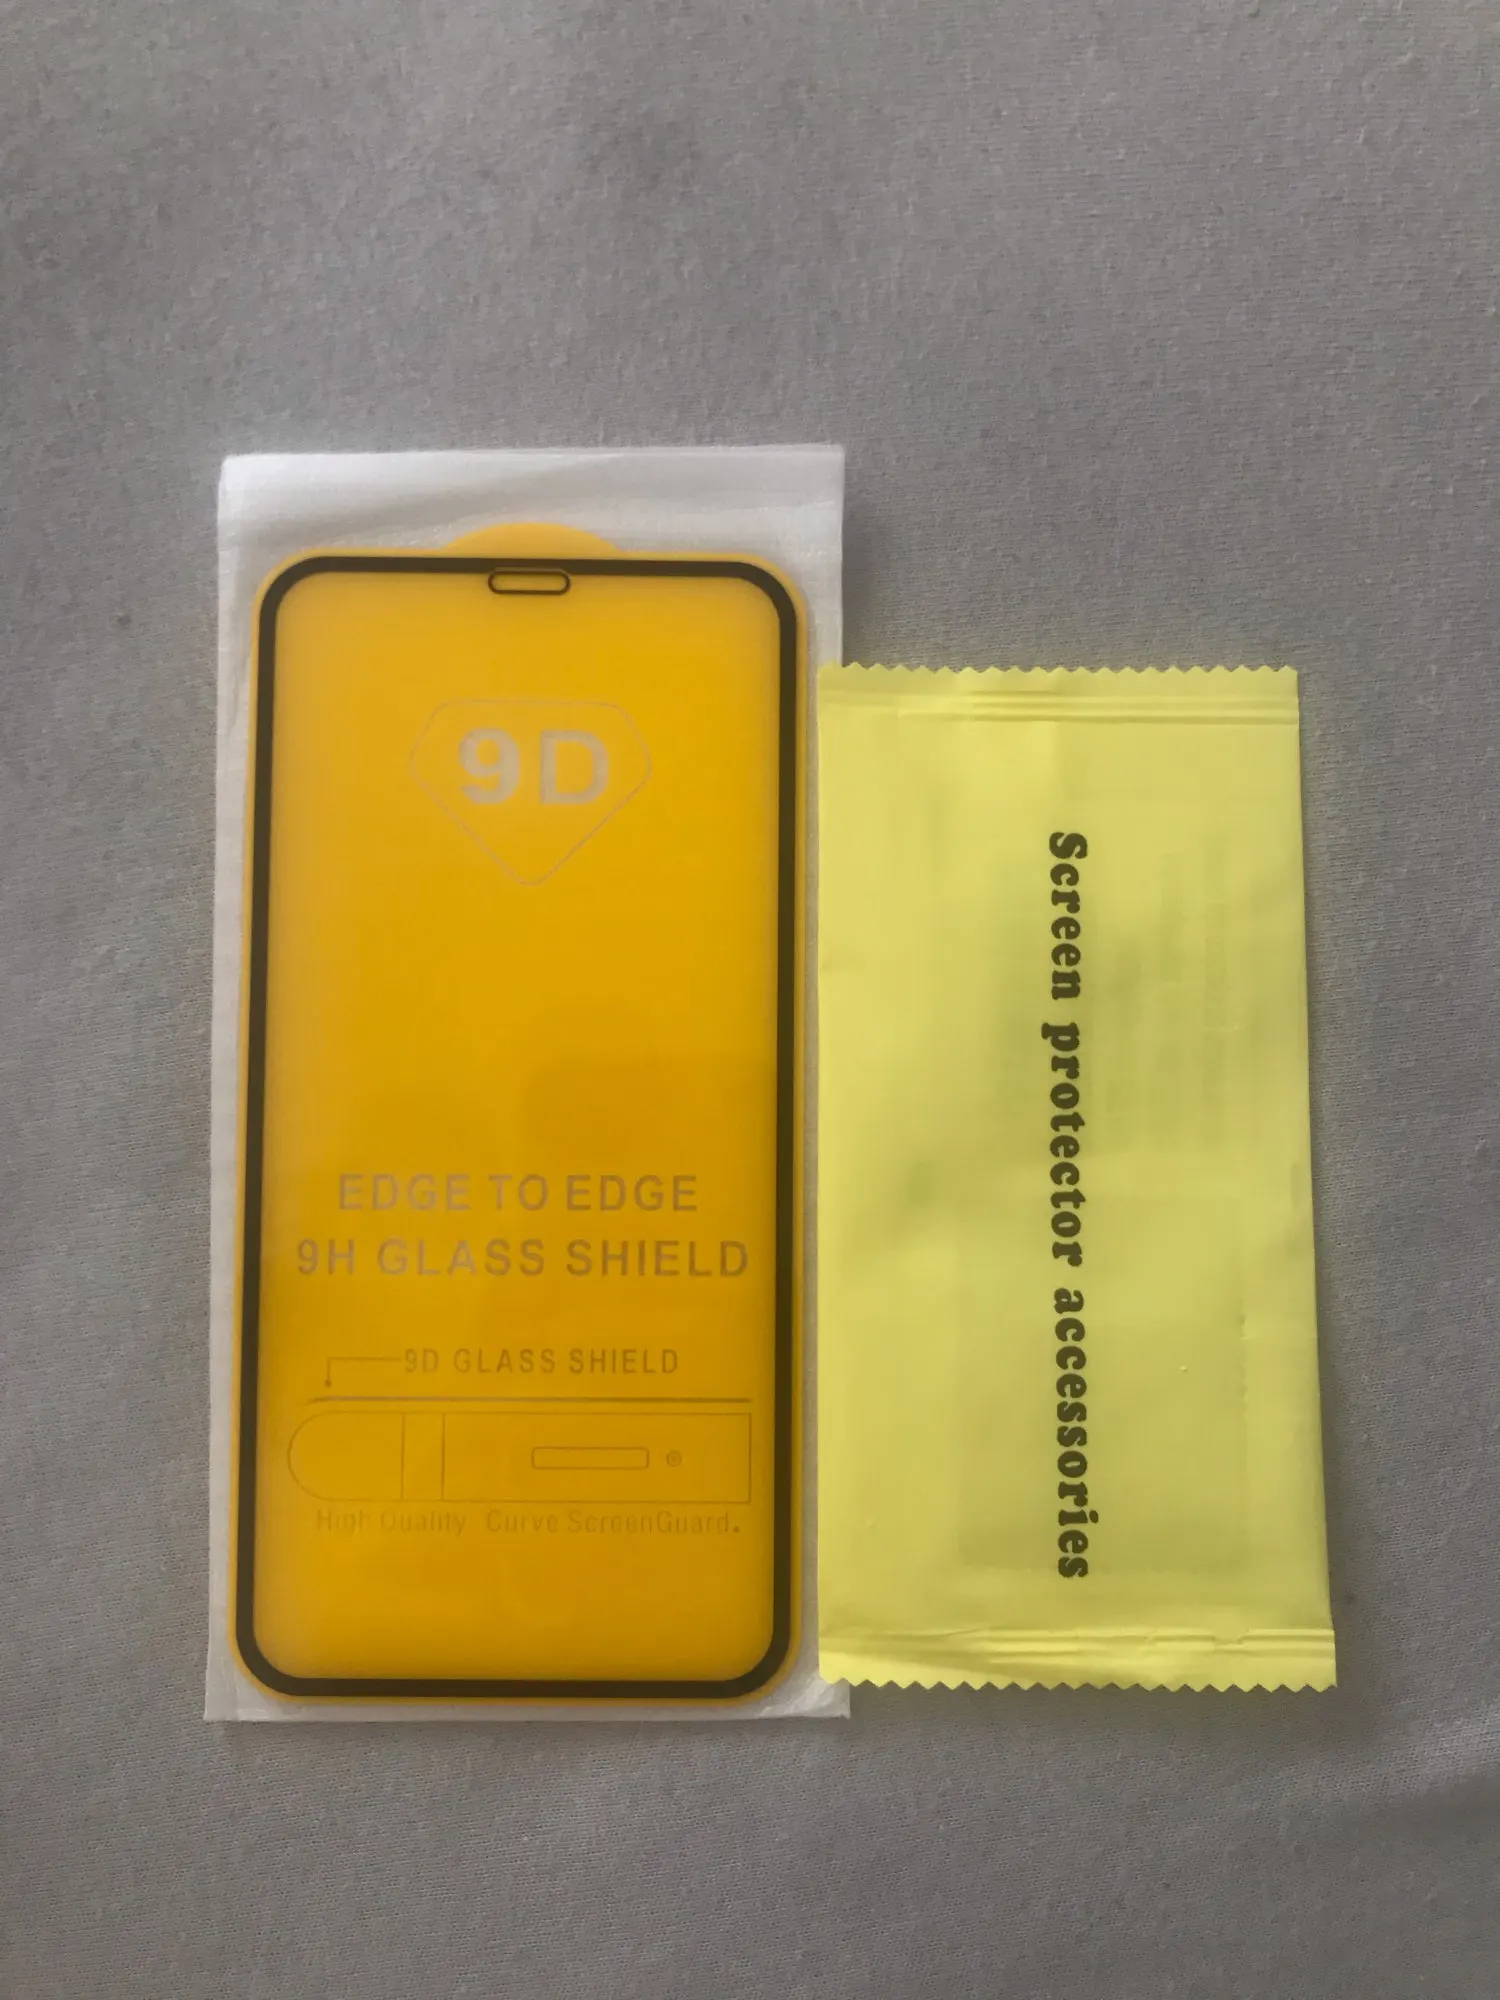 9D
EDGE TO EDGE
9H GLASS SHIELD
9D GLASS SHIELD
High Quality Curve ScreenGuard.
Screen protector accessories